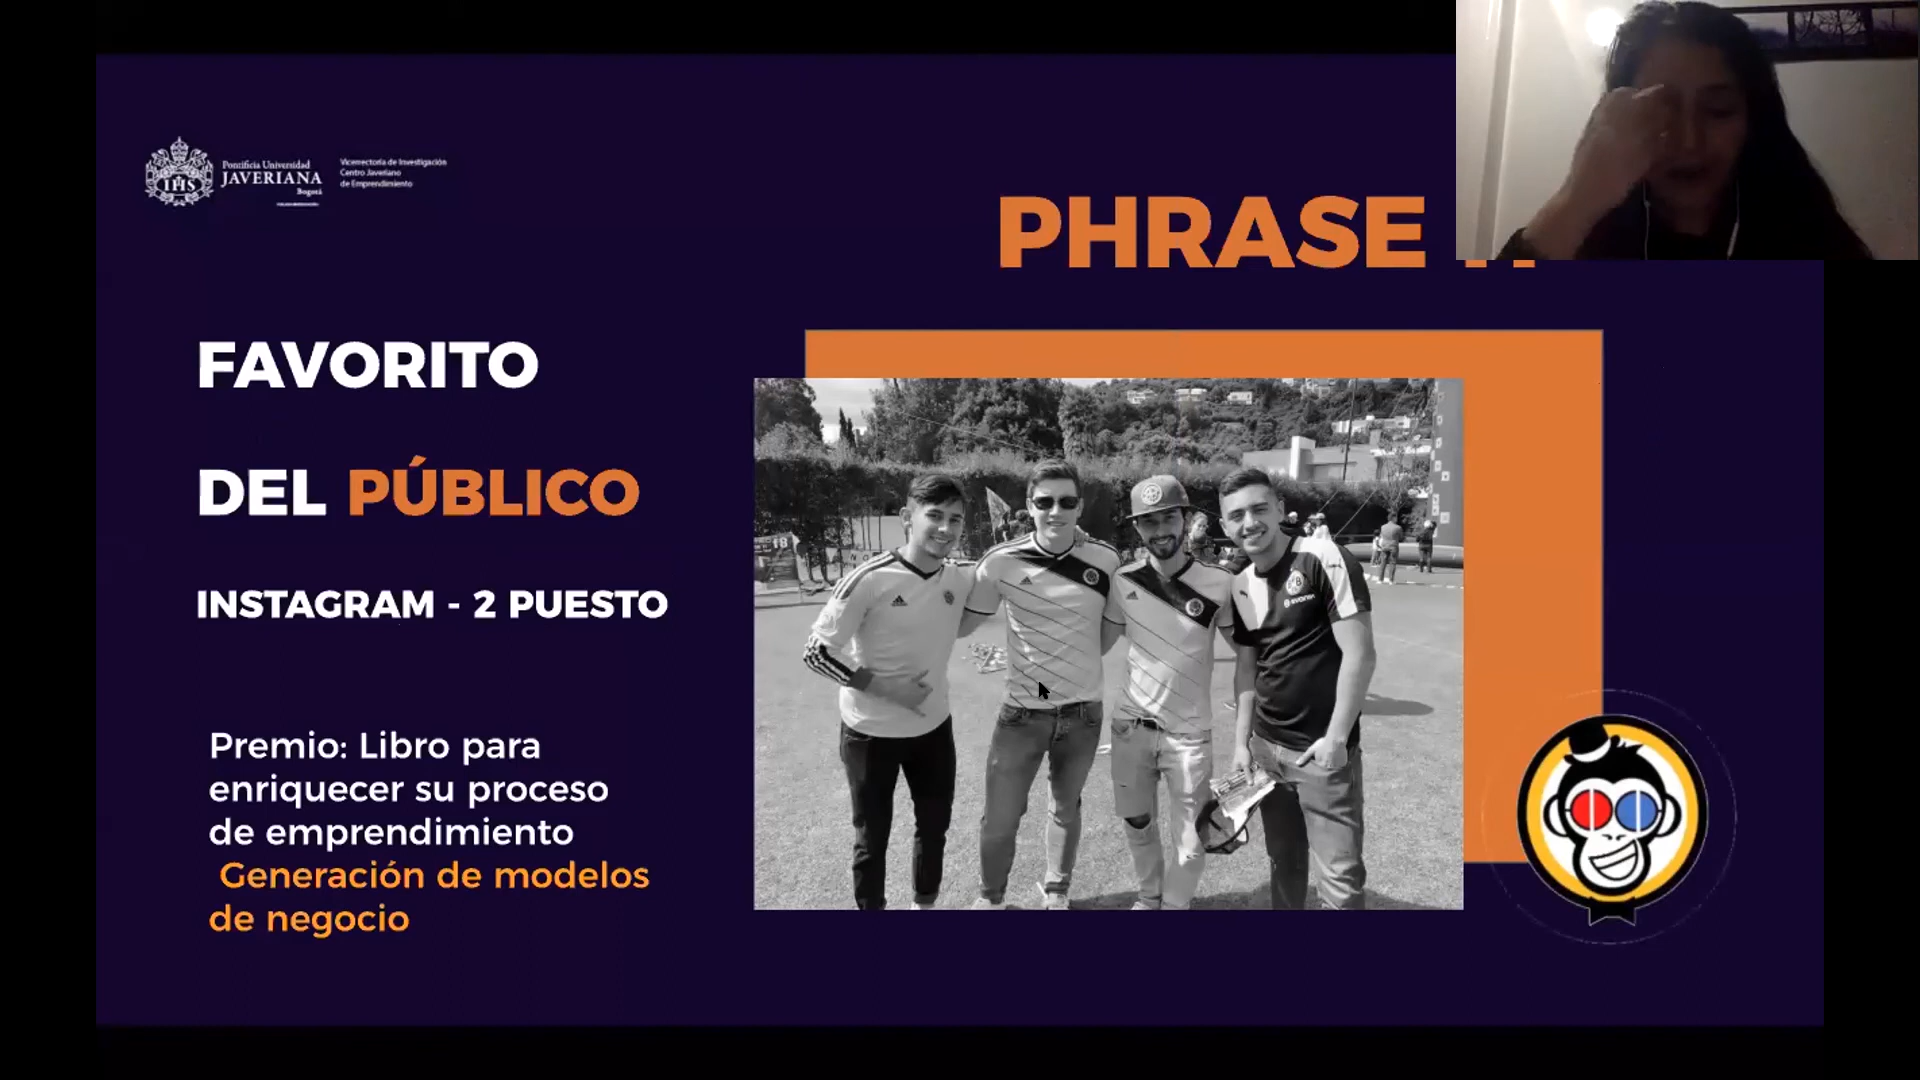 Pontificia Universidad
JAVERIANA
Bogotá
Vicerrectoría de Investigación
Centro Javeriano
de Emprendimiento
PHRASE
FAVORITO
DEL PÚBLICO
INSTAGRAM - 2 PUESTO
Premio: Libro para
enriquecer su proceso
de emprendimiento
Generación de modelos
de negocio
IHS